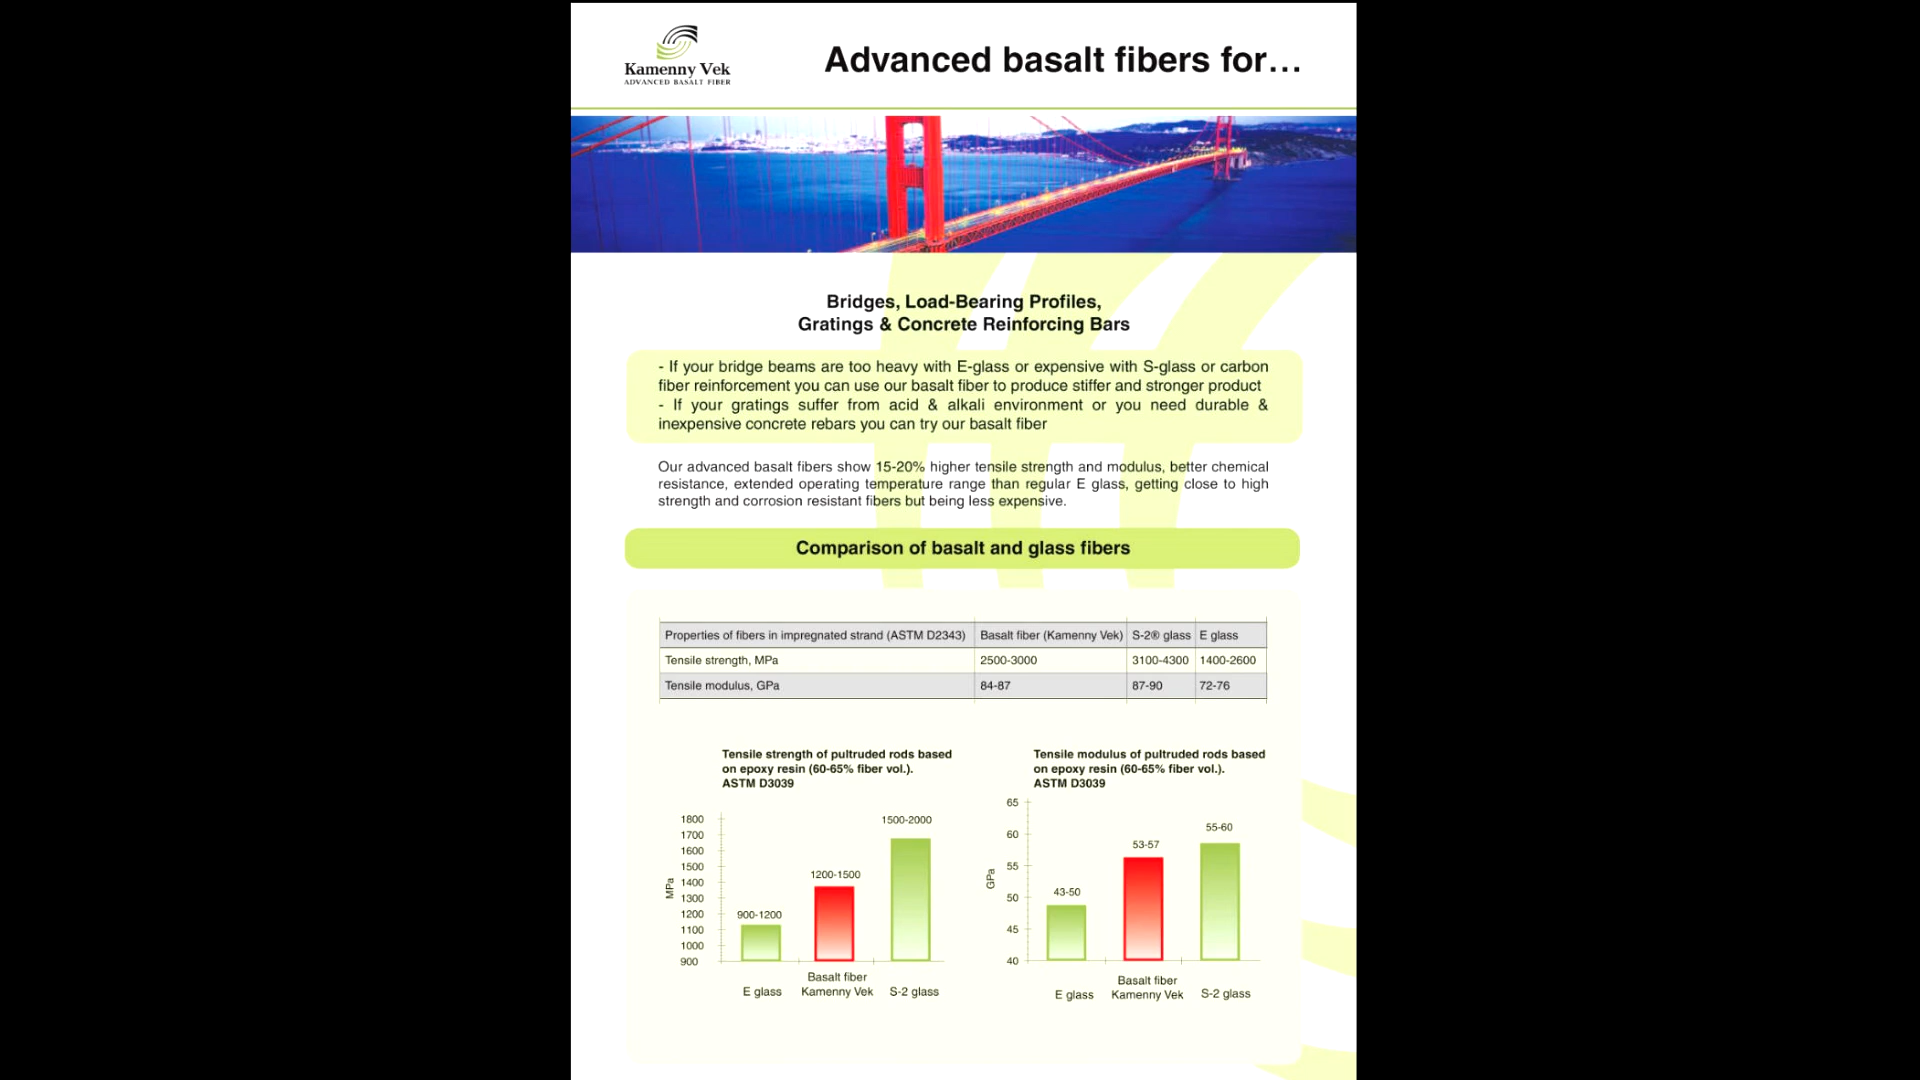 Kamenny Vek
ADVANCED BASALT FIBER
Advanced basalt fibers for...
Bridges, Load-Bearing Profiles,
Gratings & Concrete Reinforcing Bars
- If your bridge beams are too heavy with E-glass or expensive with S-glass or carbon
fiber reinforcement you can use our basalt fiber to produce stiffer and stronger product
- If your gratings suffer from acid & alkali environment or you need durable &
inexpensive concrete rebars you can try our basalt fiber
Our advanced basalt fibers show 15-20% higher tensile strength and modulus, better chemical
resistance, extended operating temperature range than regular E glass, getting close to high
strength and corrosion resistant fibers but being less expensive.
Comparison of basalt and glass fibers
Properties of fibers in impregnated strand (ASTM D2343) Basalt fiber (Kamenny Vek) S-2® glass E glass
Tensile strength, MPa 2500-3000 3100-4300 1400-2600
Tensile modulus, GPa 84-87 87-90 72-76
Tensile strength of pultruded rods based
on epoxy resin (60-65% fiber vol.).
ASTM D3039
MPa
1800
1700
1600
1500
1400
1300
1200
1100
1000
900
900-1200
1200-1500
1500-2000
E glass
Basalt fiber
Kamenny Vek
S-2 glass
Tensile modulus of pultruded rods based
on epoxy resin (60-65% fiber vol.).
ASTM D3039
GPa
65
60
55
50
45
40
43-50
53-57
55-60
E glass
Basalt fiber
Kamenny Vek
S-2 glass